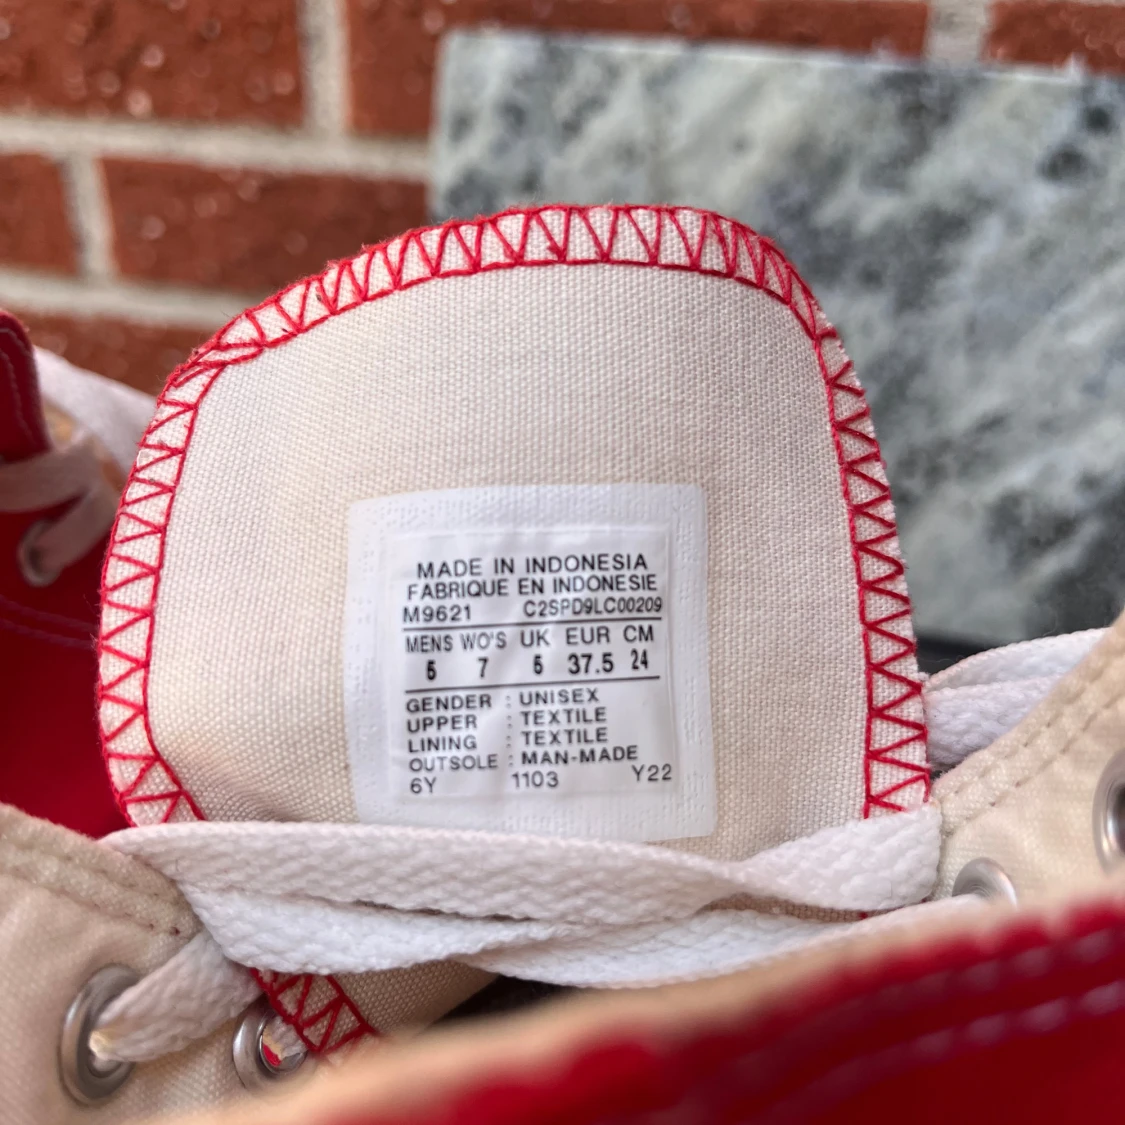 MADE IN INDONESIA
FABRIQUE EN INDONESIE
M9621 C2SPD9LC00209
MENS WO'S UK EUR CM
5 7 5 37.5 24
GENDER : UNISEX
UPPER : TEXTILE
LINING : TEXTILE
OUTSOLE : MAN-MADE
6Y 1103 Y22